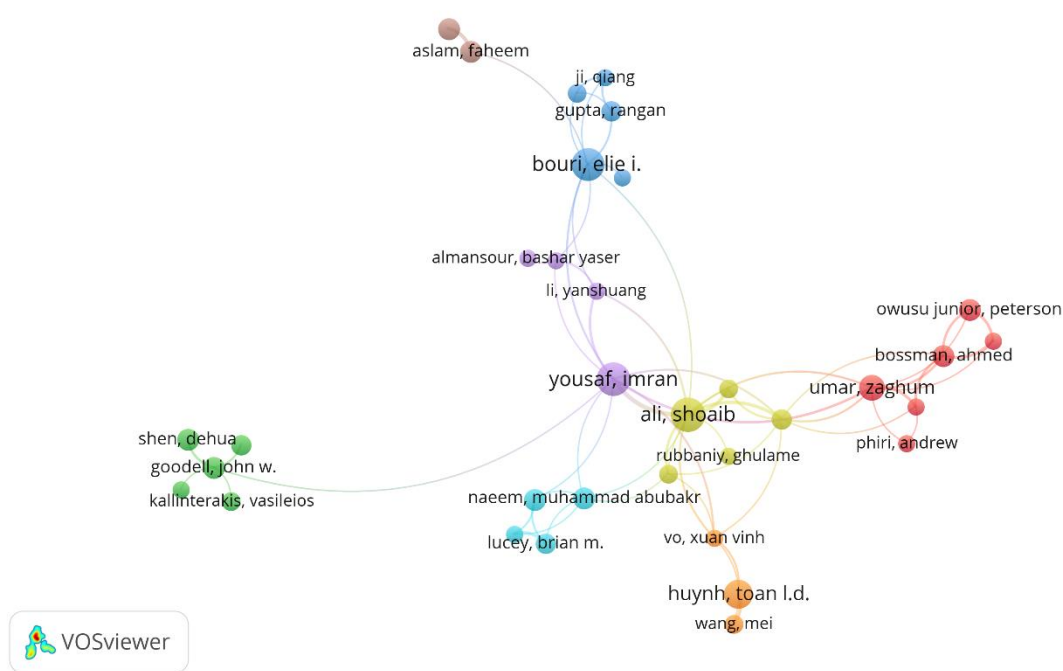 aslam, faheem
ji, qiang
gupta, rangan
bouri, elie i.
almansour, bashar yaser
li, yanshuang
owusu junior, peterson
bossman, ahmed
yousaf, imran
umar, zaghum
ali, shoaib
shen, dehua
phiri, andrew
rubbaniy, ghulame
goodell, john w.
kallinterakis, vasileios
naeem, muhammad abubakr
vo, xuan vinh
lucey, brian m.
huynh, toan l.d.
wang, mei
VOSviewer